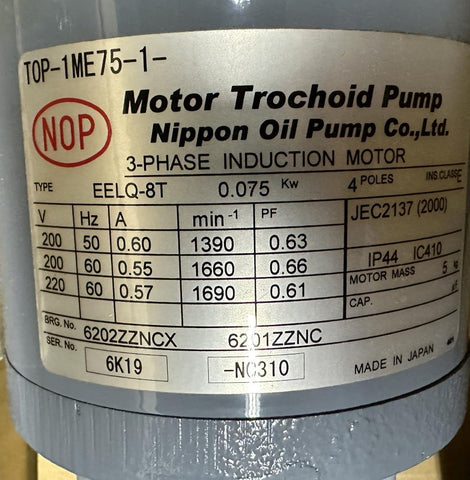 TOP-1ME75-1-
NOP
Motor Trochoid Pump
Nippon Oil Pump Co.,Ltd.
3-PHASE INDUCTION MOTOR
TYPE EELQ-8T 0.075 Kw 4 POLES INS.CLASS E
V Hz A min⁻¹ PF JEC2137 (2000)
200 50 0.60 1390 0.63
200 60 0.55 1660 0.66 IP44 IC410
220 60 0.57 1690 0.61 MOTOR MASS 5 kg
CAP.
BRG. No. 6202ZZNCX 6201ZZNC
SER. No. 6K19 -NC310 MADE IN JAPAN